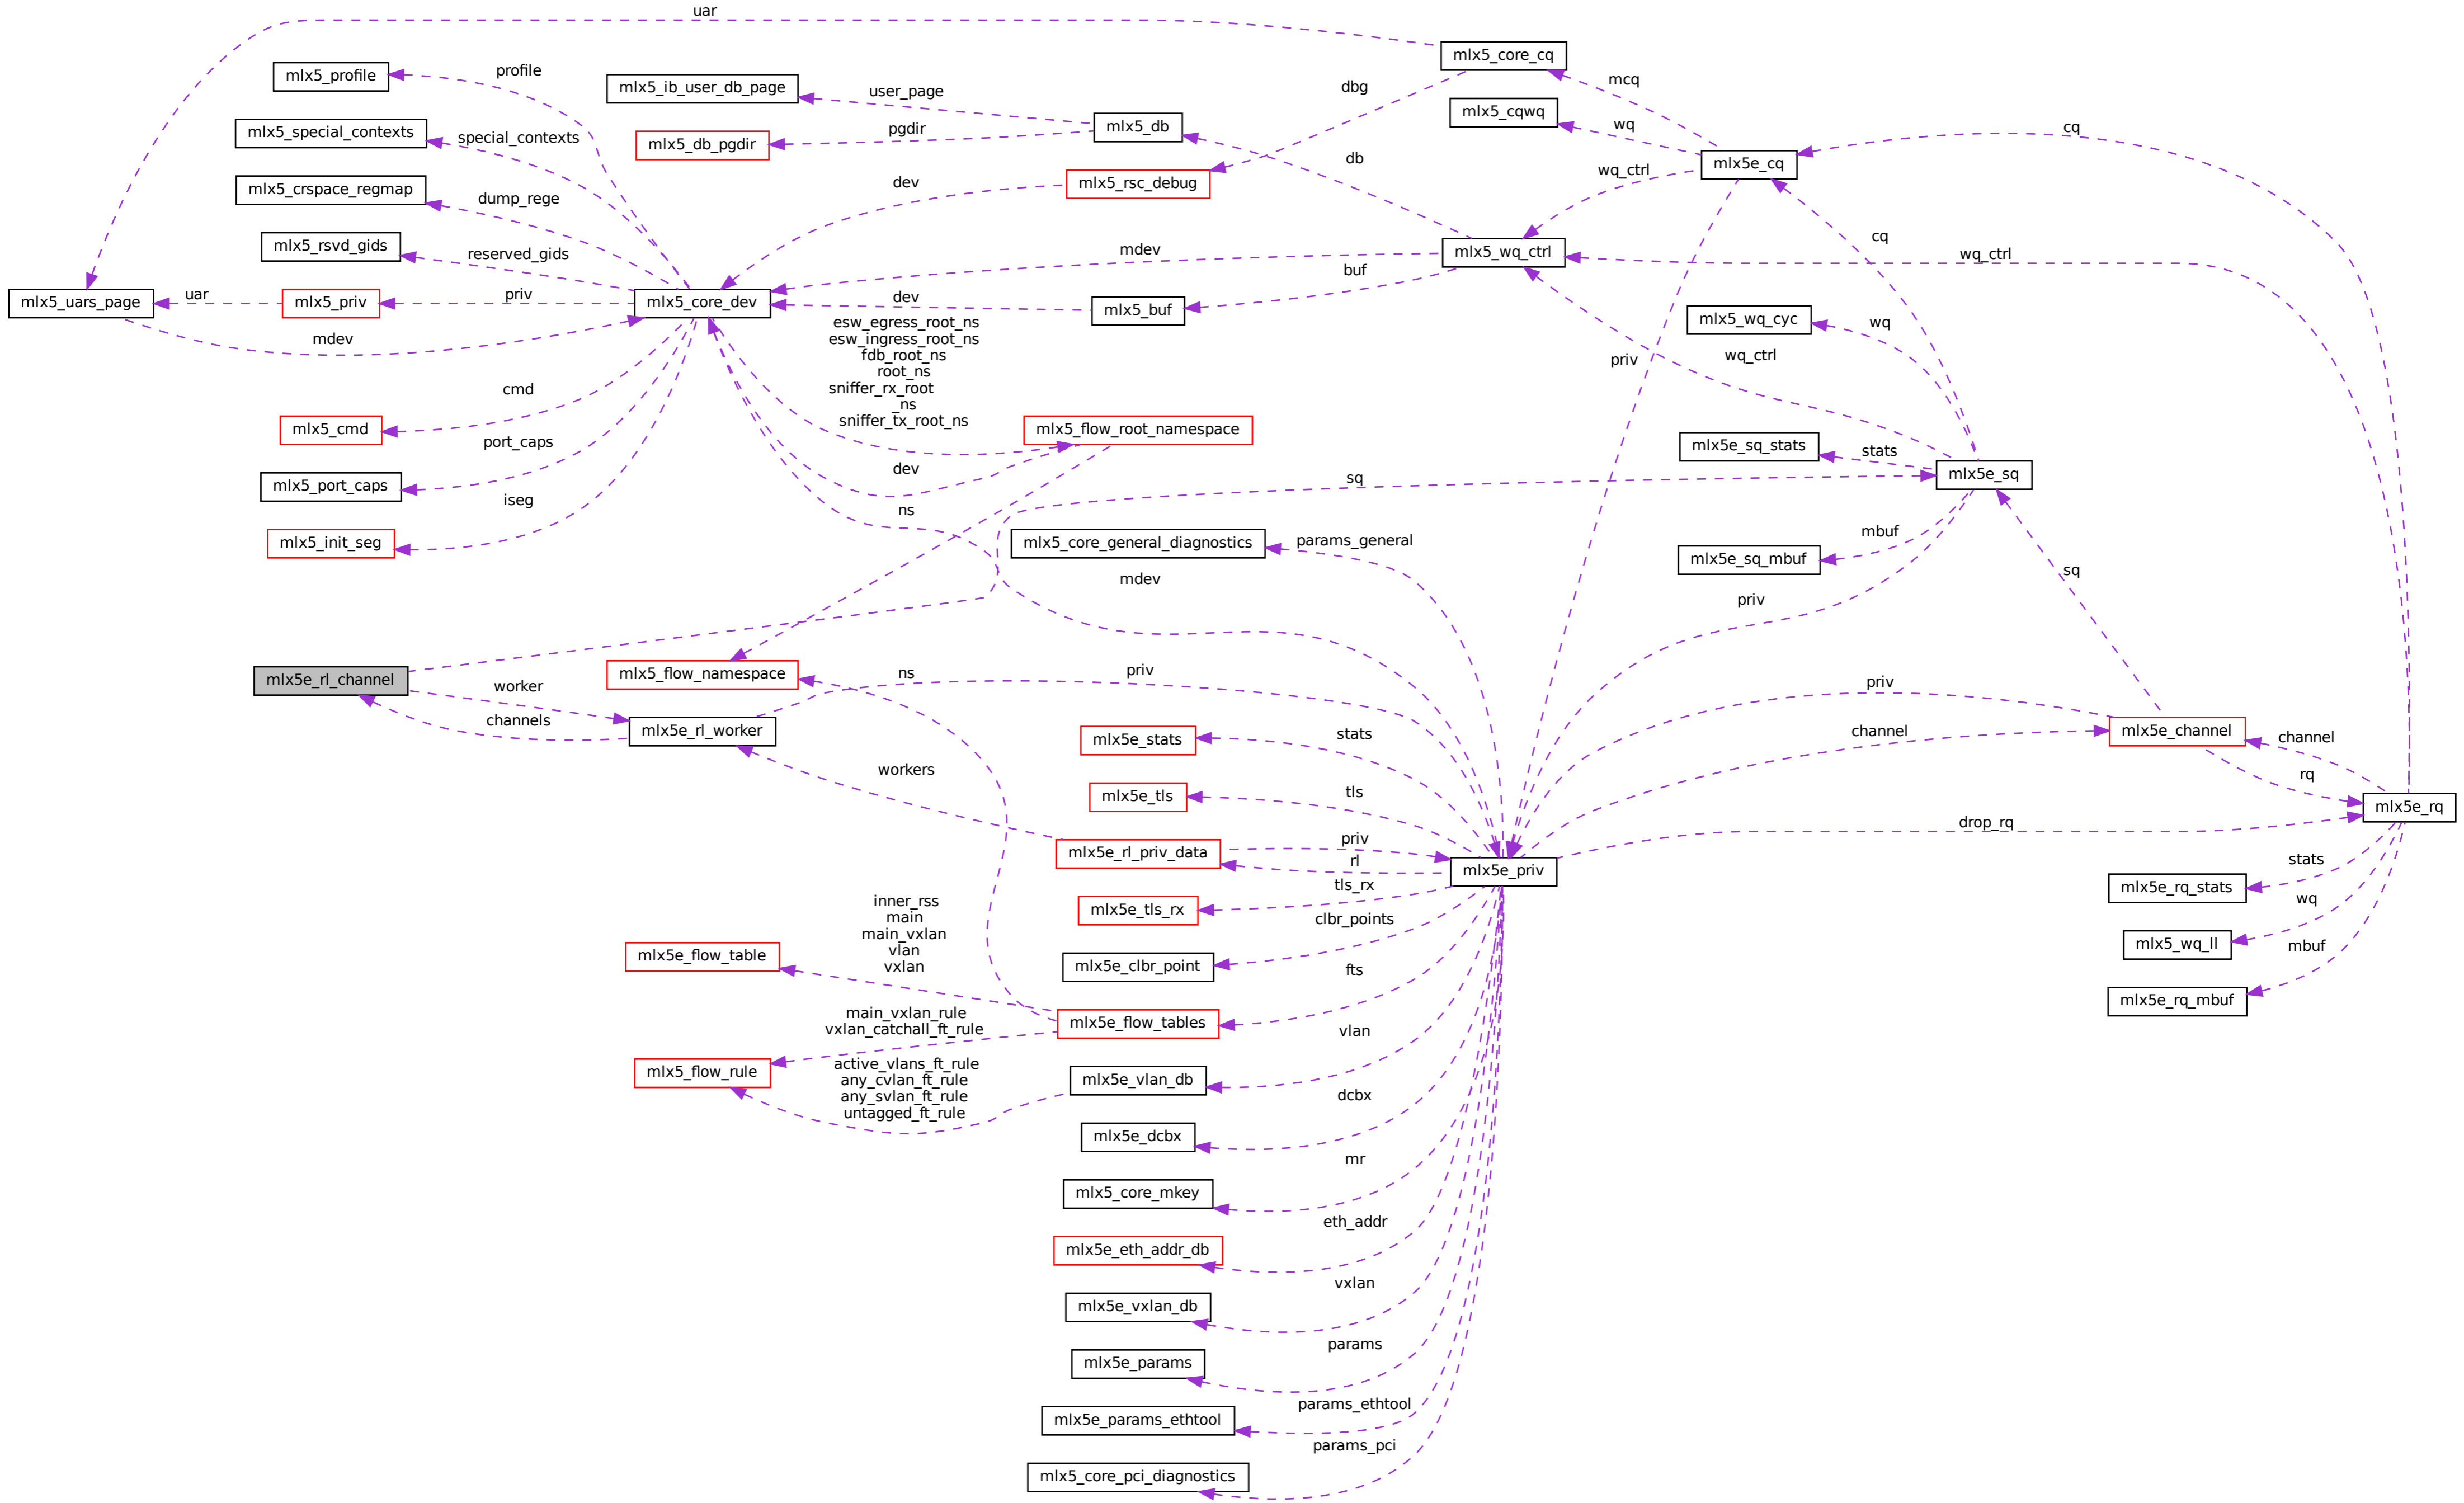 uar
mlx5_core_cq
mlx5_profile
profile
mlx5_ib_user_db_page
user_page
dbg
mcq
mlx5_cqwq
wq
cq
mlx5_special_contexts
special_contexts
mlx5_db_pgdir
pgdir
mlx5_db
db
mlx5e_cq
wq_ctrl
mlx5_crspace_regmap
dump_rege
dev
mlx5_rsc_debug
mlx5_rsvd_gids
reserved_gids
mdev
mlx5_wq_ctrl
cq
wq_ctrl
buf
mlx5_uars_page
uar
mlx5_priv
priv
mlx5_core_dev
dev
mlx5_buf
mlx5_wq_cyc
wq
mdev
esw_egress_root_ns
esw_ingress_root_ns
fdb_root_ns
root_ns
sniffer_rx_root
_ns
sniffer_tx_root_ns
priv
wq_ctrl
cmd
mlx5_cmd
mlx5_flow_root_namespace
port_caps
mlx5_port_caps
dev
sq
mlx5e_sq_stats
stats
mlx5e_sq
iseg
ns
mlx5_init_seg
mlx5_core_general_diagnostics
params_general
mlx5e_sq_mbuf
mbuf
mdev
priv
sq
mlx5e_rl_channel
worker
channels
mlx5_flow_namespace
ns
priv
priv
mlx5e_rl_worker
mlx5e_stats
stats
channel
mlx5e_channel
channel
rq
workers
mlx5e_tls
tls
mlx5e_rq
drop_rq
mlx5e_rl_priv_data
priv
rl
mlx5e_priv
stats
mlx5e_rq_stats
tls_rx
mlx5e_tls_rx
clbr_points
wq
mlx5_wq_ll
mbuf
mlx5e_rq_mbuf
inner_rss
main
main_vxlan
vlan
vxlan
mlx5e_flow_table
mlx5e_clbr_point
fts
main_vxlan_rule
vxlan_catchall_ft_rule
mlx5e_flow_tables
vlan
mlx5_flow_rule
active_vlans_ft_rule
any_cvlan_ft_rule
any_svlan_ft_rule
untagged_ft_rule
mlx5e_vlan_db
dcbx
mlx5e_dcbx
mr
mlx5_core_mkey
eth_addr
mlx5e_eth_addr_db
vxlan
mlx5e_vxlan_db
params
mlx5e_params
params_ethtool
mlx5e_params_ethtool
params_pci
mlx5_core_pci_diagnostics